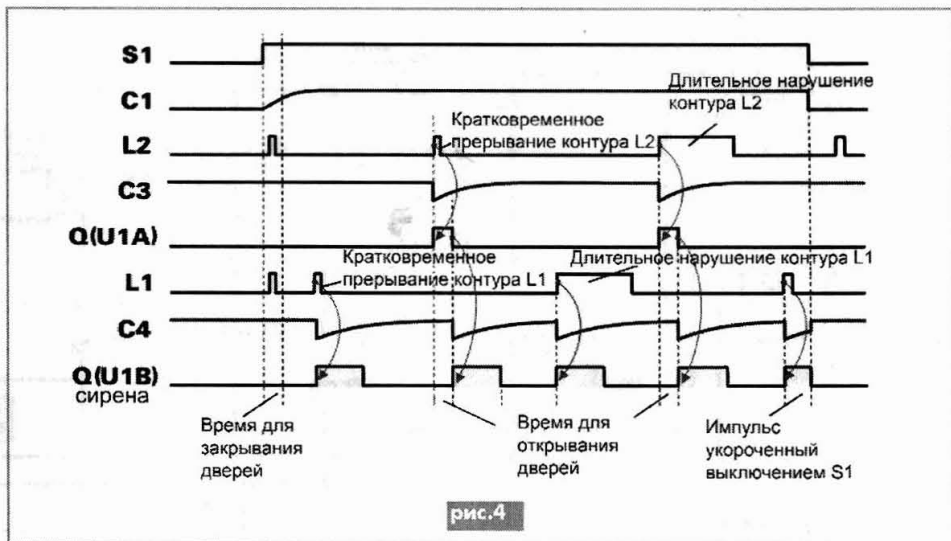 S1
Длительное нарушение
контура L2
C1
Кратковременное
прерывание контура L2
L2
C3
Q(U1A)
Кратковременное
прерывание контура L1
Длительное нарушение контура L1
L1
C4
Q(U1B)
сирена
Время для
закрывания
дверей
Время для
открывания
дверей
Импульс
укороченный
выключением S1
рис.4